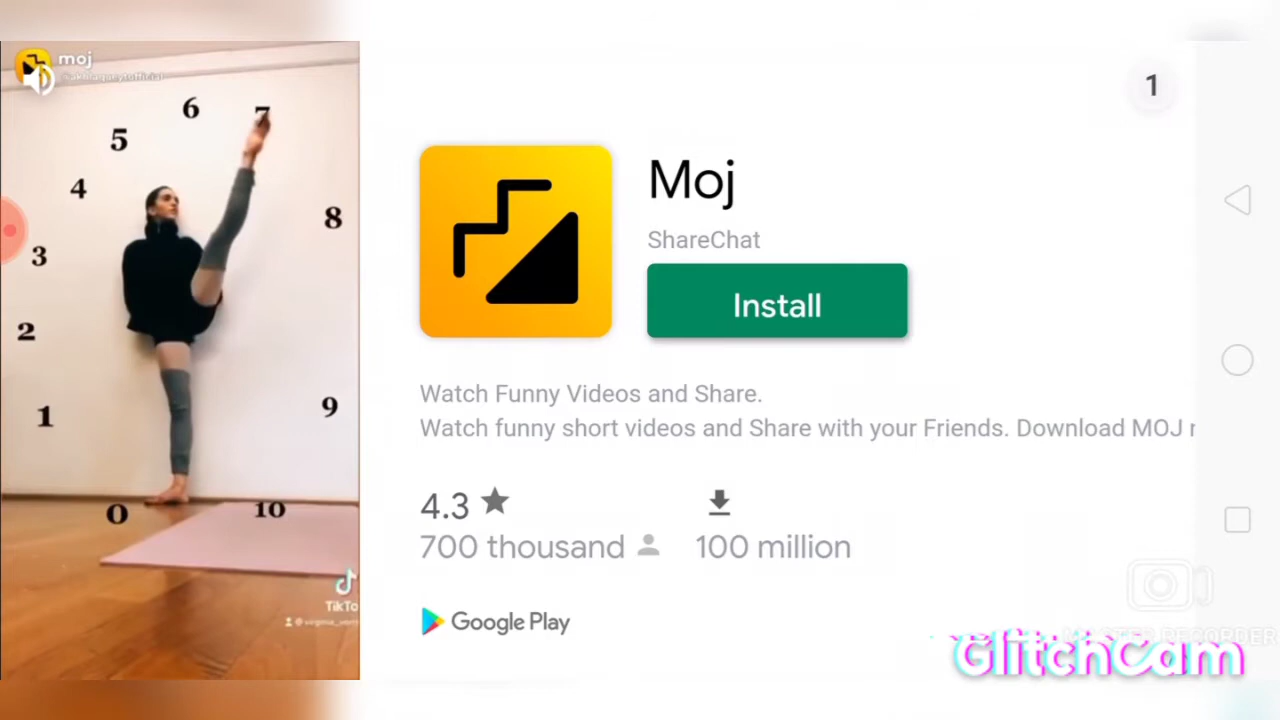 moj
6
7
5
4
8
3
2
1
9
0
10
TikTo
1
Moj
ShareChat
Install
Watch Funny Videos and Share.
Watch funny short videos and Share with your Friends. Download MOJ r
4.3
700 thousand
100 million
Google Play
RECORDER
GlitchCam